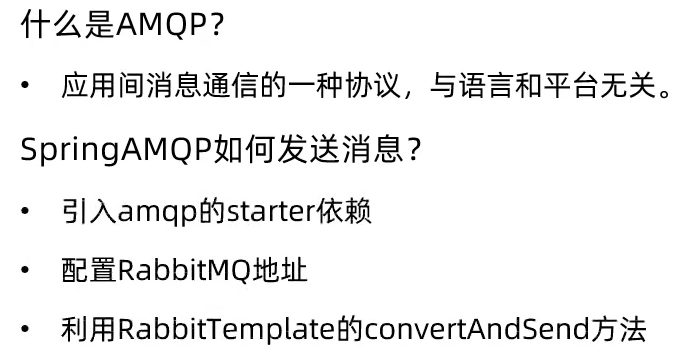 什么是AMQP？
• 应用间消息通信的一种协议，与语言和平台无关。
SpringAMQP如何发送消息？
• 引入amqp的starter依赖
• 配置RabbitMQ地址
• 利用RabbitTemplate的convertAndSend方法